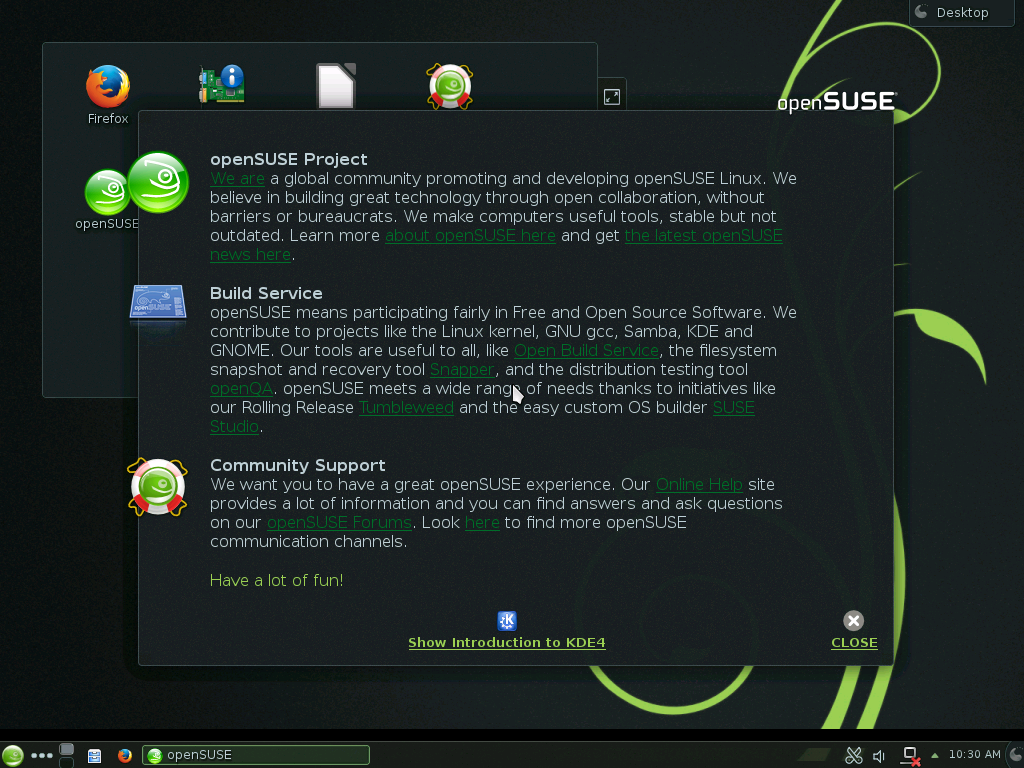 Desktop
openSUSE
Firefox
openSUSE
openSUSE Project
We are a global community promoting and developing openSUSE Linux. We
believe in building great technology through open collaboration, without
barriers or bureaucrats. We make computers useful tools, stable but not
outdated. Learn more about openSUSE here and get the latest openSUSE
news here.
Build Service
openSUSE means participating fairly in Free and Open Source Software. We
contribute to projects like the Linux kernel, GNU gcc, Samba, KDE and
GNOME. Our tools are useful to all, like Open Build Service, the filesystem
snapshot and recovery tool Snapper, and the distribution testing tool
openQA. openSUSE meets a wide range of needs thanks to initiatives like
our Rolling Release Tumbleweed and the easy custom OS builder SUSE
Studio.
Community Support
We want you to have a great openSUSE experience. Our Online Help site
provides a lot of information and you can find answers and ask questions
on our openSUSE Forums. Look here to find more openSUSE
communication channels.
Have a lot of fun!
Show Introduction to KDE4
CLOSE
openSUSE
10:30 AM